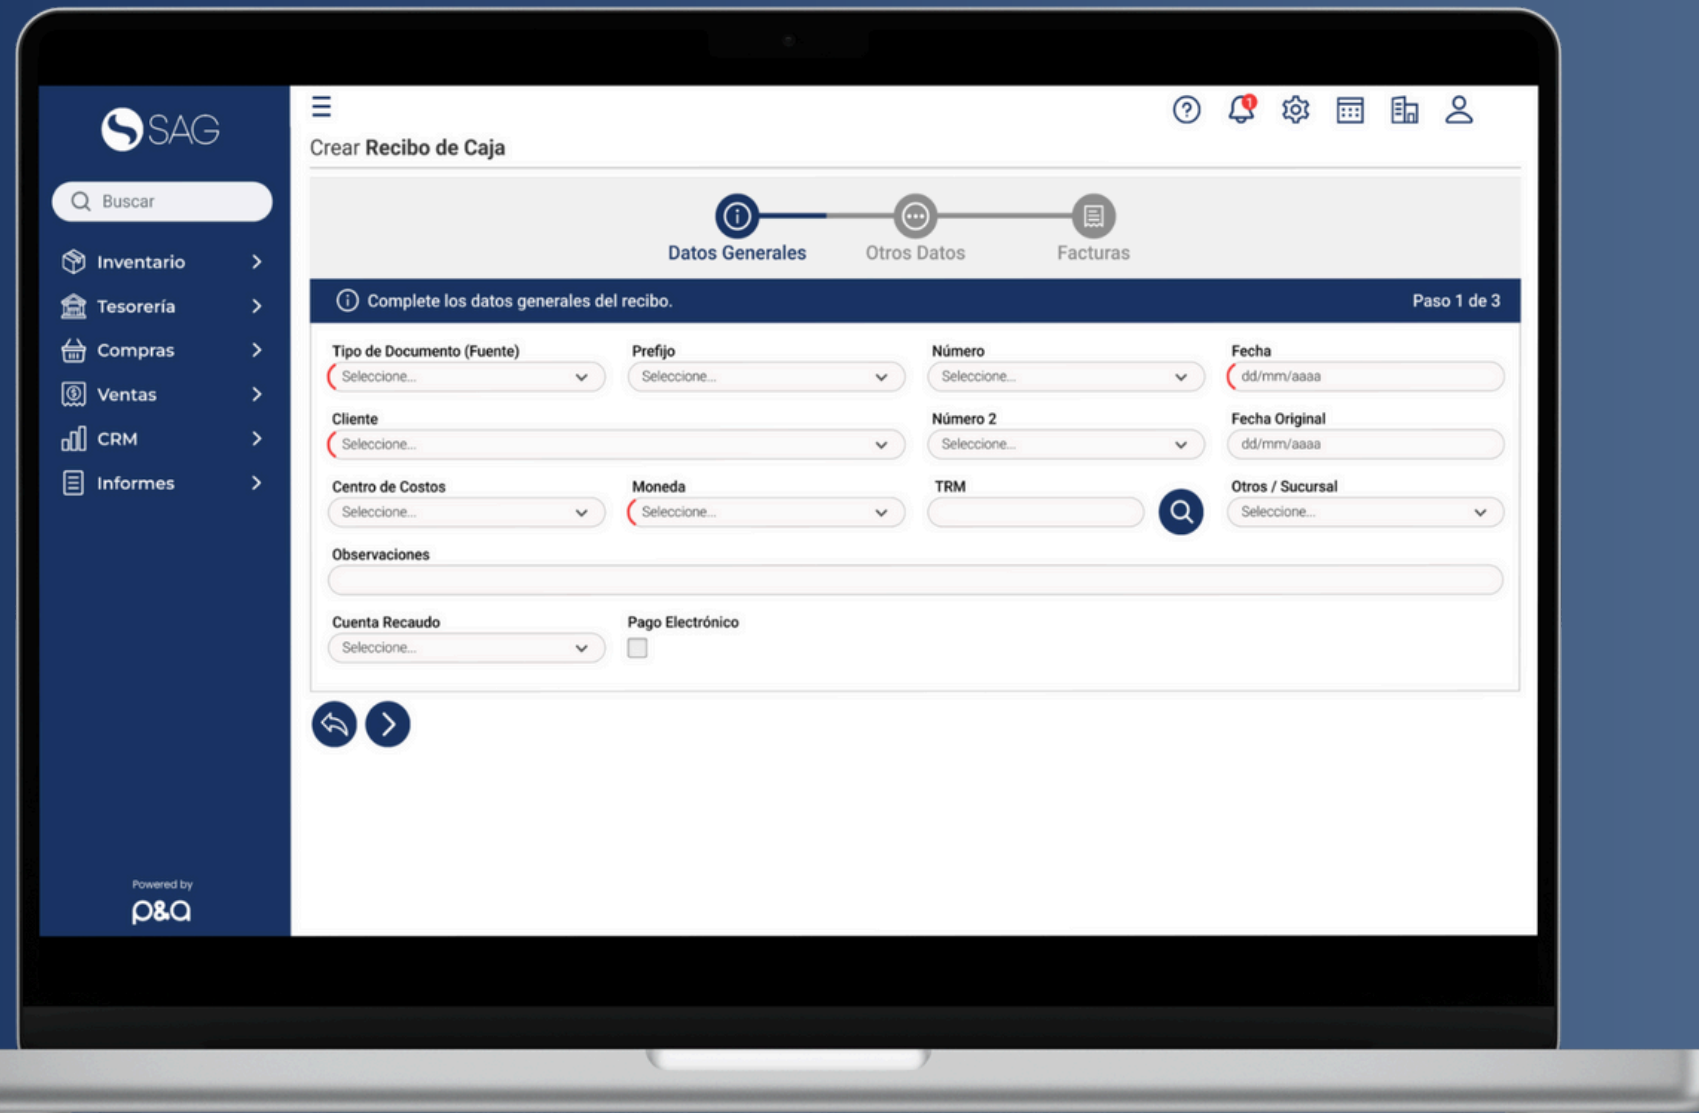 SAG
Buscar
Inventario
Tesorería
Compras
Ventas
CRM
Informes
Powered by
p&a
1
Crear Recibo de Caja
Datos Generales Otros Datos Facturas
Complete los datos generales del recibo. Paso 1 de 3
Tipo de Documento (Fuente) Prefijo Número Fecha
Seleccione... Seleccione... Seleccione... dd/mm/aaaa
Cliente Número 2 Fecha Original
Seleccione... Seleccione... dd/mm/aaaa
Centro de Costos Moneda TRM Otros / Sucursal
Seleccione... Seleccione... Seleccione...
Observaciones
Cuenta Recaudo Pago Electrónico
Seleccione...